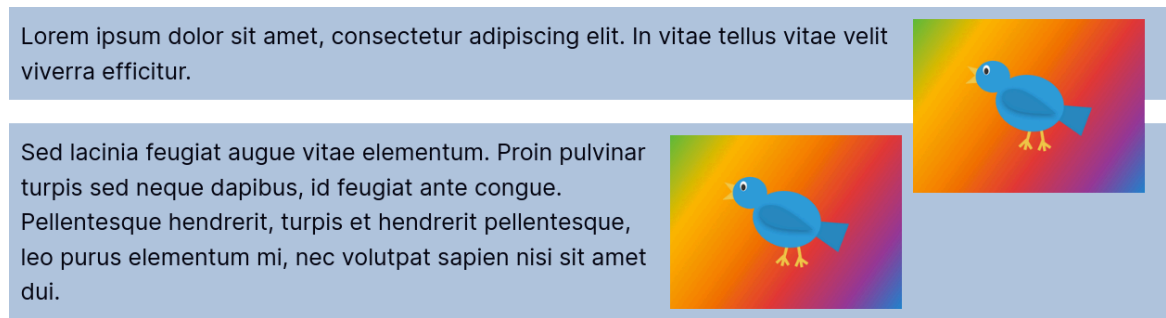 Lorem ipsum dolor sit amet, consectetur adipiscing elit. In vitae tellus vitae velit
viverra efficitur.
Sed lacinia feugiat augue vitae elementum. Proin pulvinar
turpis sed neque dapibus, id feugiat ante congue.
Pellentesque hendrerit, turpis et hendrerit pellentesque,
leo purus elementum mi, nec volutpat sapien nisi sit amet
dui.